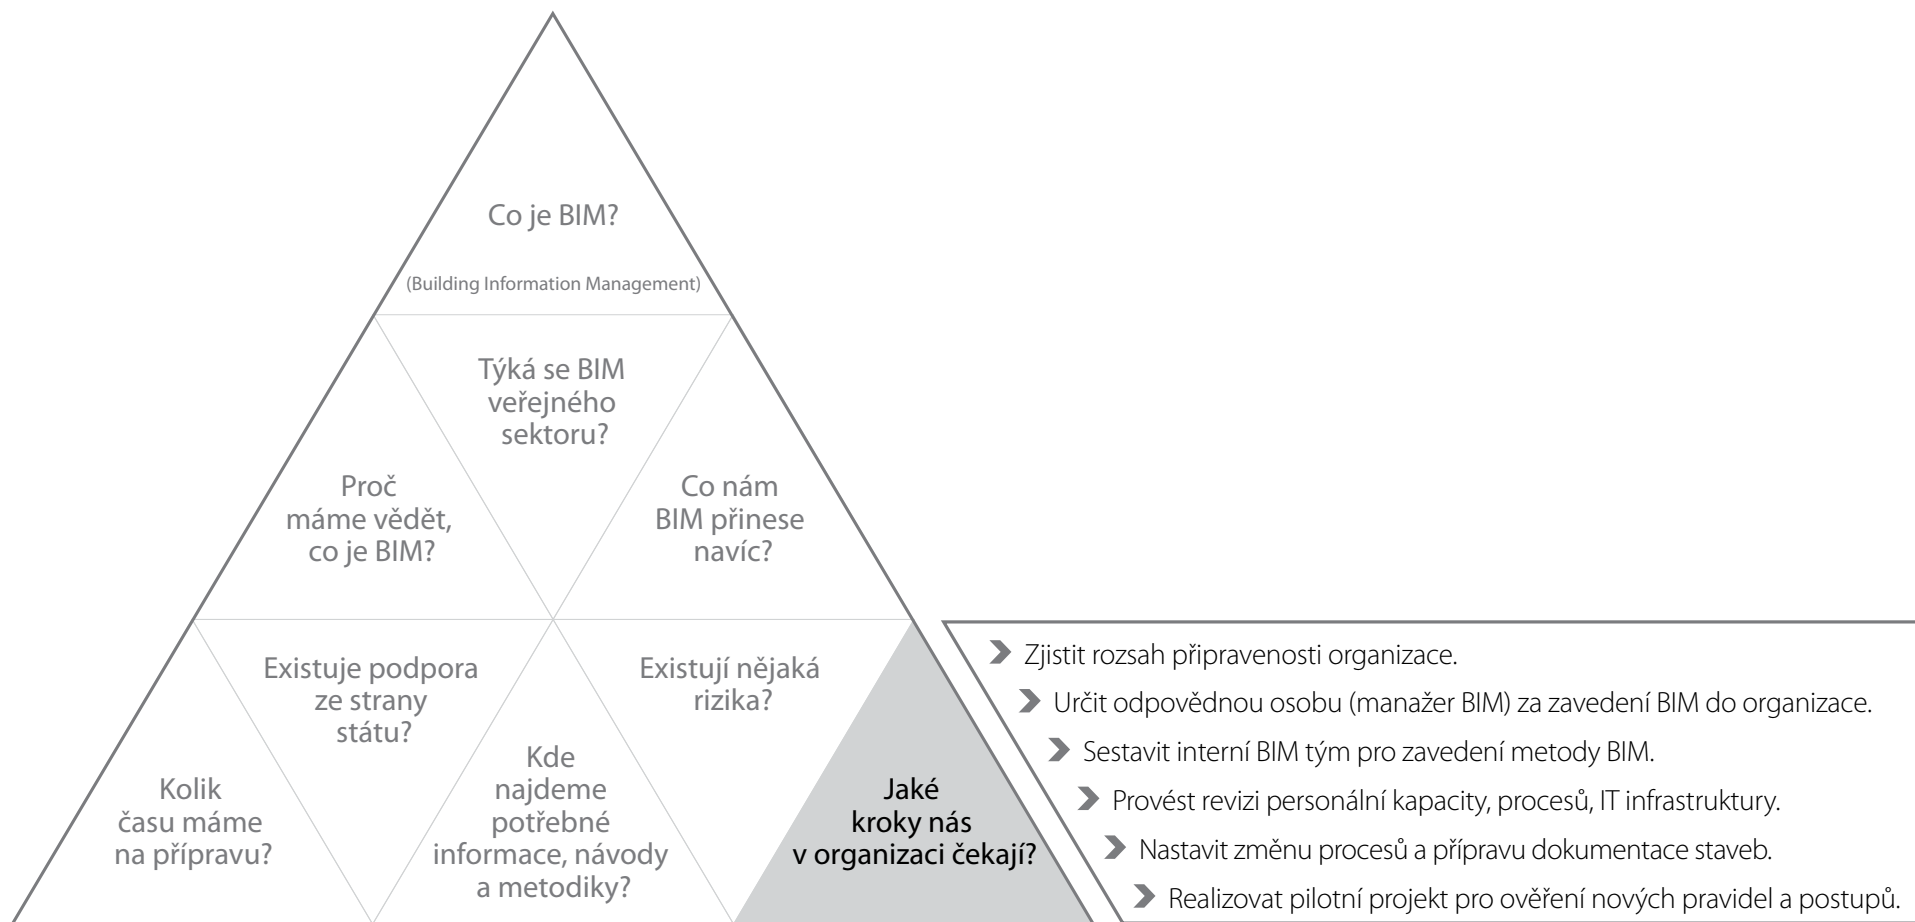 Co je BIM?
(Building Information Management)
Týká se BIM
veřejného
sektoru?
Proč
máme vědět,
co je BIM?
Co nám
BIM přinese
navíc?
Existuje podpora
ze strany
státu?
Existují nějaká
rizika?
Kolik
času máme
na přípravu?
Kde
najdeme
potřebné
informace, návody
a metodiky?
Jaké
kroky nás
v organizaci čekají?
Zjistit rozsah připravenosti organizace.
Určit odpovědnou osobu (manažer BIM) za zavedení BIM do organizace.
Sestavit interní BIM tým pro zavedení metody BIM.
Provést revizi personální kapacity, procesů, IT infrastruktury.
Nastavit změnu procesů a přípravu dokumentace staveb.
Realizovat pilotní projekt pro ověření nových pravidel a postupů.